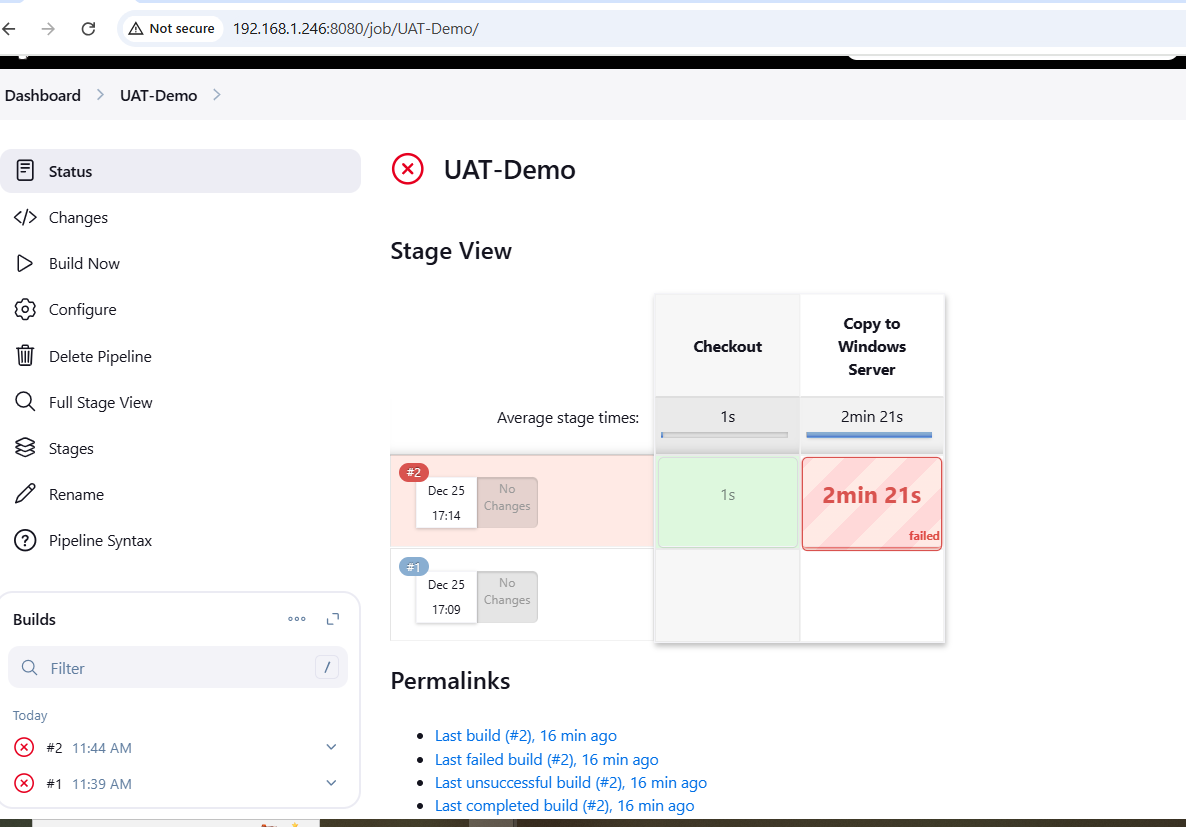 Not secure 192.168.1.246:8080/job/UAT-Demo/
Dashboard UAT-Demo
Status
Changes
Build Now
Configure
Delete Pipeline
Full Stage View
Stages
Rename
Pipeline Syntax
Builds
Filter /
Today
#2 11:44 AM
#1 11:39 AM
UAT-Demo
Stage View
Checkout
Copy to
Windows
Server
Average stage times:
1s
2min 21s
#2
Dec 25
17:14
No
Changes
1s
2min 21s
failed
#1
Dec 25
17:09
No
Changes
Permalinks
Last build (#2), 16 min ago
Last failed build (#2), 16 min ago
Last unsuccessful build (#2), 16 min ago
Last completed build (#2), 16 min ago